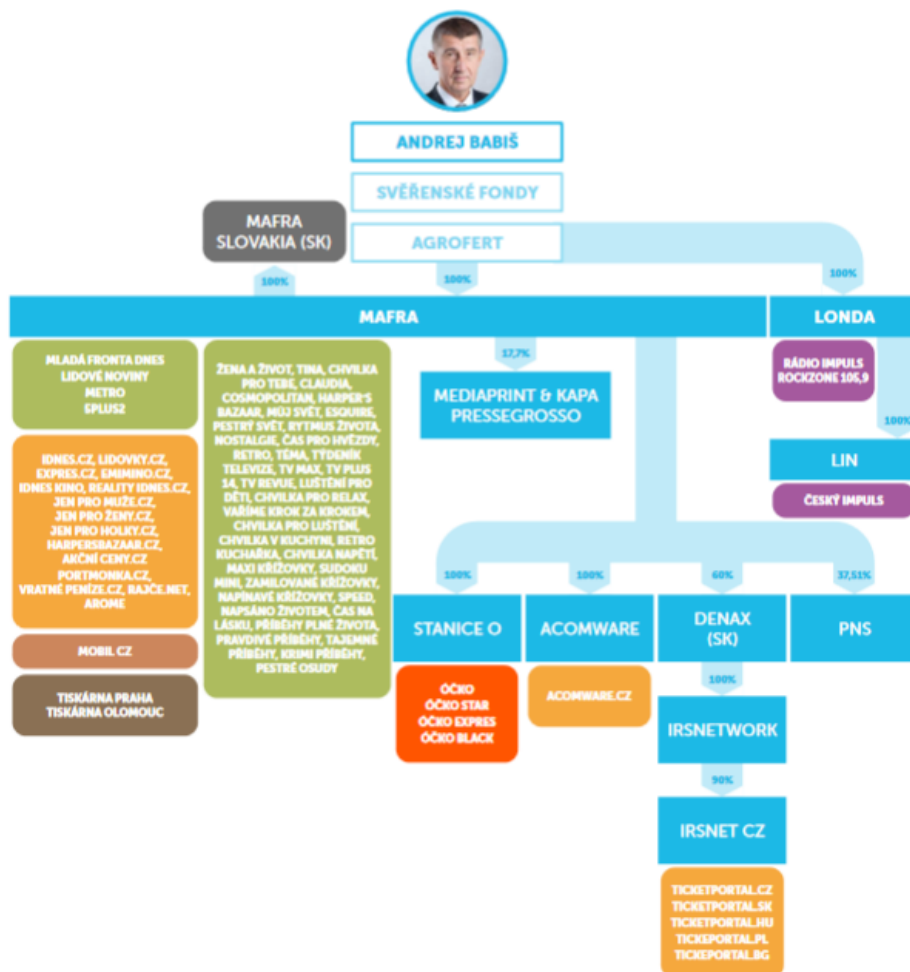 ANDREJ BABIŠ
SVĚŘENSKÉ FONDY
MAFRA
SLOVAKIA (SK)
AGROFERT
100%
100%
100%
MAFRA
LONDA
MLADÁ FRONTA DNES
LIDOVÉ NOVINY
METRO
5PLUS2
IDNES.CZ, LIDOVKY.CZ,
EXPRES.CZ, EMIMINO.CZ,
IDNES KINO, REALITY IDNES.CZ,
JEN PRO MUŽE.CZ,
JEN PRO ŽENY.CZ,
JEN PRO HOLKY.CZ,
HARPERSBAZAAR.CZ,
AKČNÍ CENY.CZ
PORTMONKA.CZ,
VRATNÉ PENÍZE.CZ, RAJČE.NET,
AROME
MOBIL CZ
TISKÁRNA PRAHA
TISKÁRNA OLOMOUC
ŽENA A ŽIVOT, TINA, CHVILKA
PRO TEBE, CLAUDIA,
COSMOPOLITAN, HARPER'S
BAZAAR, MŮJ SVĚT, ESQUIRE,
PESTRÝ SVĚT, RYTMUS ŽIVOTA,
NOSTALGIE, ČAS PRO HVĚZDY,
RETRO, TÉMA, TÝDENÍK
TELEVIZE, TV MAX, TV PLUS
14, TV REVUE, LUŠTĚNÍ PRO
DĚTI, CHVILKA PRO RELAX,
VAŘÍME KROK ZA KROKEM,
CHVILKA PRO LUŠTĚNÍ,
CHVILKA V KUCHYNI, RETRO
KUCHAŘKA, CHVILKA NAPĚTÍ,
MAXI KŘÍŽOVKY, SUDOKU
MINI, ZAMILOVANÉ KŘÍŽOVKY,
NAPÍNAVÉ KŘÍŽOVKY, SPEED,
NAPSÁNO ŽIVOTEM, ČAS NA
LÁSKU, PŘÍBĚHY PLNÉ ŽIVOTA,
PRAVDIVÉ PŘÍBĚHY, TAJEMNÉ
PŘÍBĚHY, KRIMI PŘÍBĚHY,
PESTRÉ OSUDY
17,7%
MEDIAPRINT & KAPA
PRESSEGROSSO
RÁDIO IMPULS
ROCKZONE 105,9
100%
LIN
ČESKÝ IMPULS
100%
100%
60%
37,51%
STANICE O
ACOMWARE
DENAX
(SK)
PNS
ÓČKO
ÓČKO STAR
ÓČKO EXPRES
ÓČKO BLACK
ACOMWARE.CZ
100%
IRSNETWORK
90%
IRSNET CZ
TICKETPORTAL.CZ
TICKETPORTAL.SK
TICKETPORTAL.HU
TICKEPORTAL.PL
TICKEPORTAL.BG